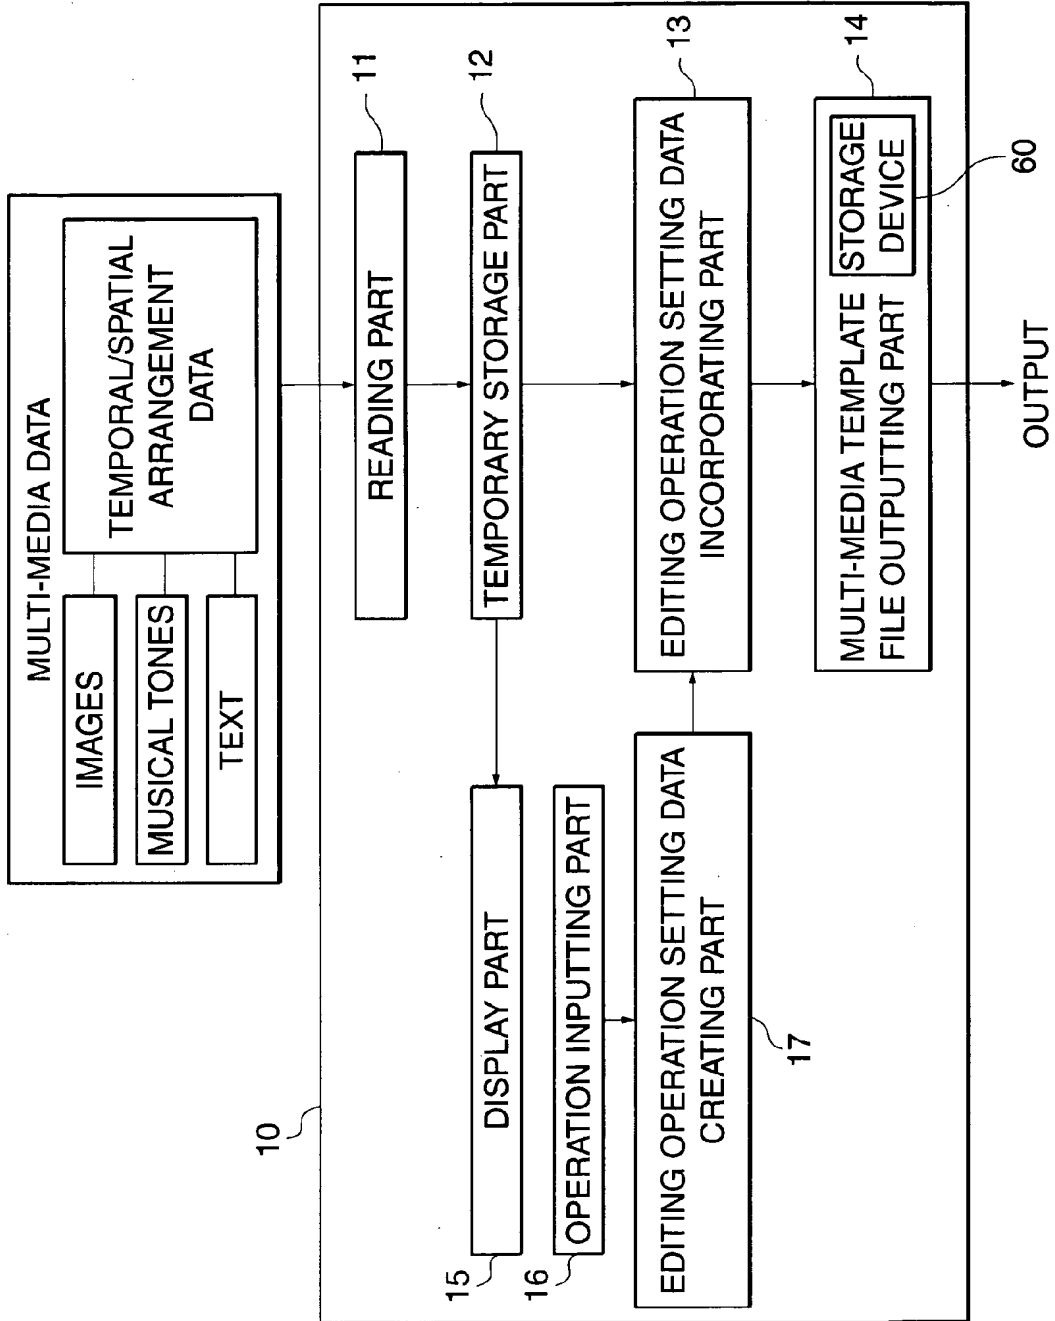 MULTI-MEDIA DATA
IMAGES
MUSICAL TONES
TEXT
TEMPORAL/SPATIAL
ARRANGEMENT
DATA
10
READING PART
11
TEMPORARY STORAGE PART
12
15
DISPLAY PART
16
OPERATION INPUTTING PART
EDITING OPERATION SETTING DATA
CREATING PART
17
EDITING OPERATION SETTING DATA
INCORPORATING PART
13
MULTI-MEDIA TEMPLATE
FILE OUTPUTTING PART
STORAGE
DEVICE
14
60
OUTPUT